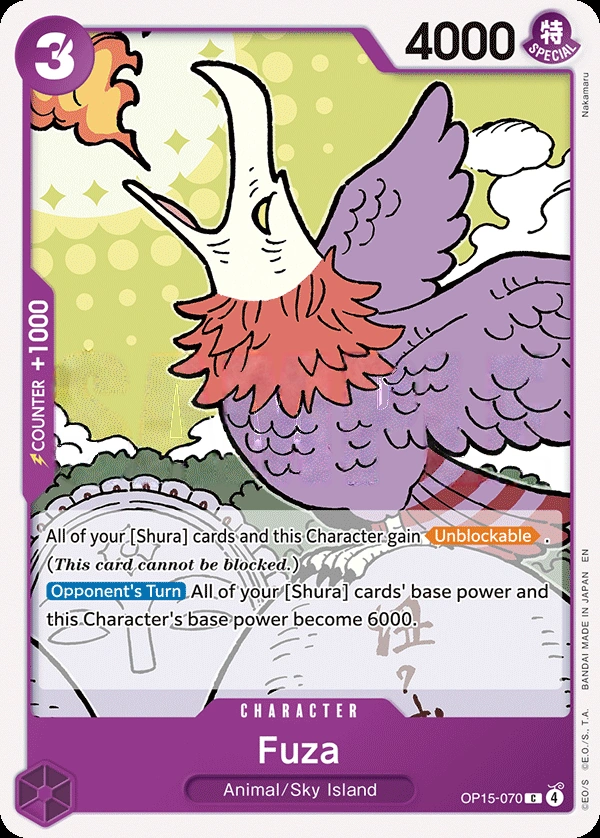 3
4000
特
SPECIAL
Nakamaru
COUNTER +1000
All of your [Shura] cards and this Character gain Unblockable .
(This card cannot be blocked.)
Opponent's Turn All of your [Shura] cards' base power and
this Character's base power become 6000.
CHARACTER
Fuza
Animal/Sky Island
OP15-070 C 4
©E.O/S ©E.O./S., T.A. BANDAI MADE IN JAPAN EN